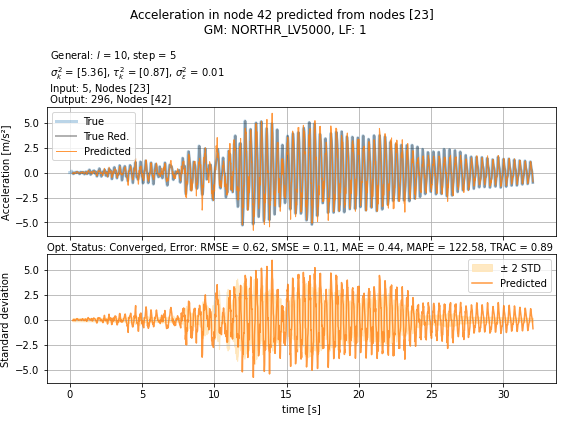 Acceleration in node 42 predicted from nodes [23]
GM: NORTHR_LV5000, LF: 1
General: l = 10, step = 5
σ²ₖ = [5.36], τ²ₖ = [0.87], σ²ₑ = 0.01
Input: 5, Nodes [23]
Output: 296, Nodes [42]
True
True Red.
Predicted
5.0
2.5
0.0
−2.5
−5.0
Acceleration [m/s²]
Opt. Status: Converged, Error: RMSE = 0.62, SMSE = 0.11, MAE = 0.44, MAPE = 122.58, TRAC = 0.89
± 2 STD
Predicted
5.0
2.5
0.0
−2.5
−5.0
Standard deviation
0 5 10 15 20 25 30
time [s]